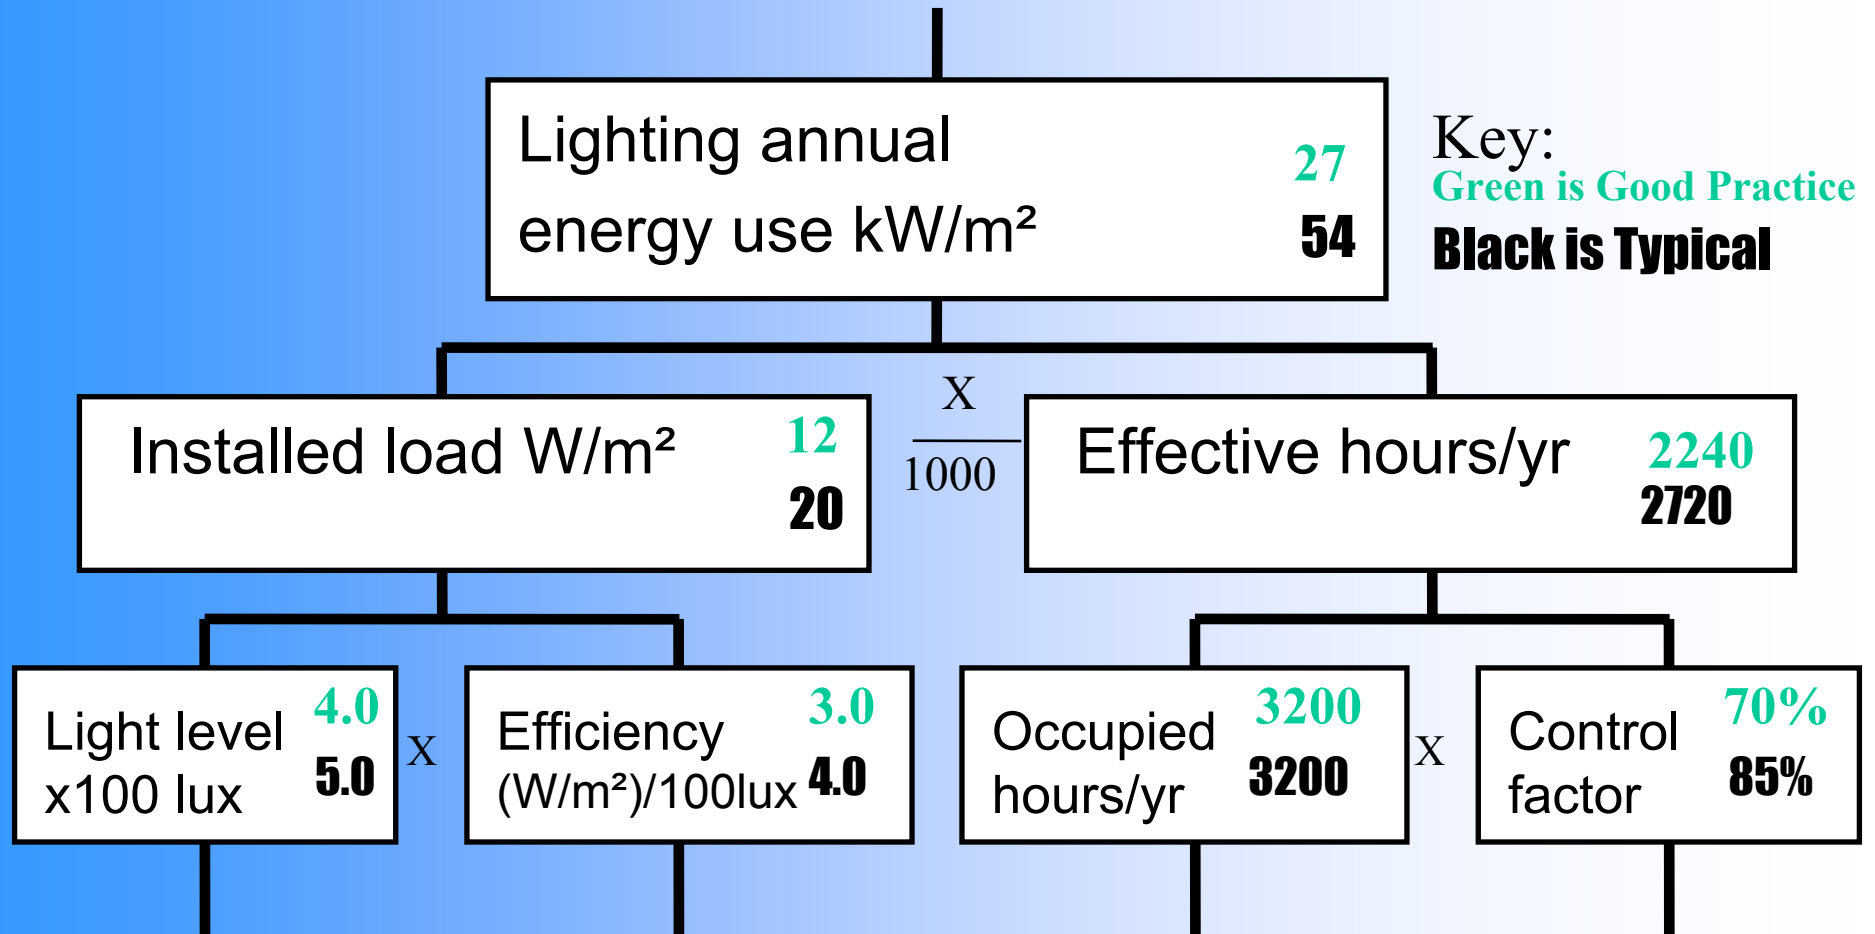 Lighting annual
energy use kW/m²
27
54
Key:
Green is Good Practice
Black is Typical
Installed load W/m²
12
20
X
1000
Effective hours/yr
2240
2720
Light level
x100 lux
4.0
5.0
X
Efficiency
(W/m²)/100lux
3.0
4.0
Occupied
hours/yr
3200
3200
X
Control
factor
70%
85%